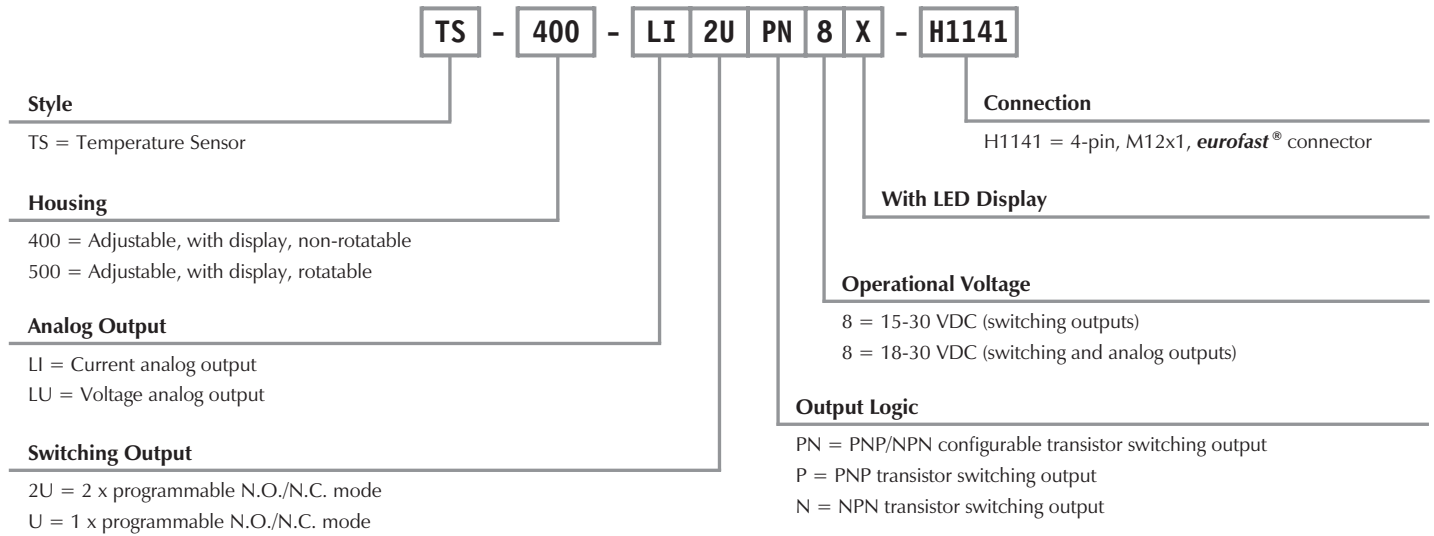 TS - 400 - LI 2U PN 8 X - H1141
Style
TS = Temperature Sensor
Housing
400 = Adjustable, with display, non-rotatable
500 = Adjustable, with display, rotatable
Analog Output
LI = Current analog output
LU = Voltage analog output
Switching Output
2U = 2 x programmable N.O./N.C. mode
U = 1 x programmable N.O./N.C. mode
Connection
H1141 = 4-pin, M12x1, eurofast® connector
With LED Display
Operational Voltage
8 = 15-30 VDC (switching outputs)
8 = 18-30 VDC (switching and analog outputs)
Output Logic
PN = PNP/NPN configurable transistor switching output
P = PNP transistor switching output
N = NPN transistor switching output